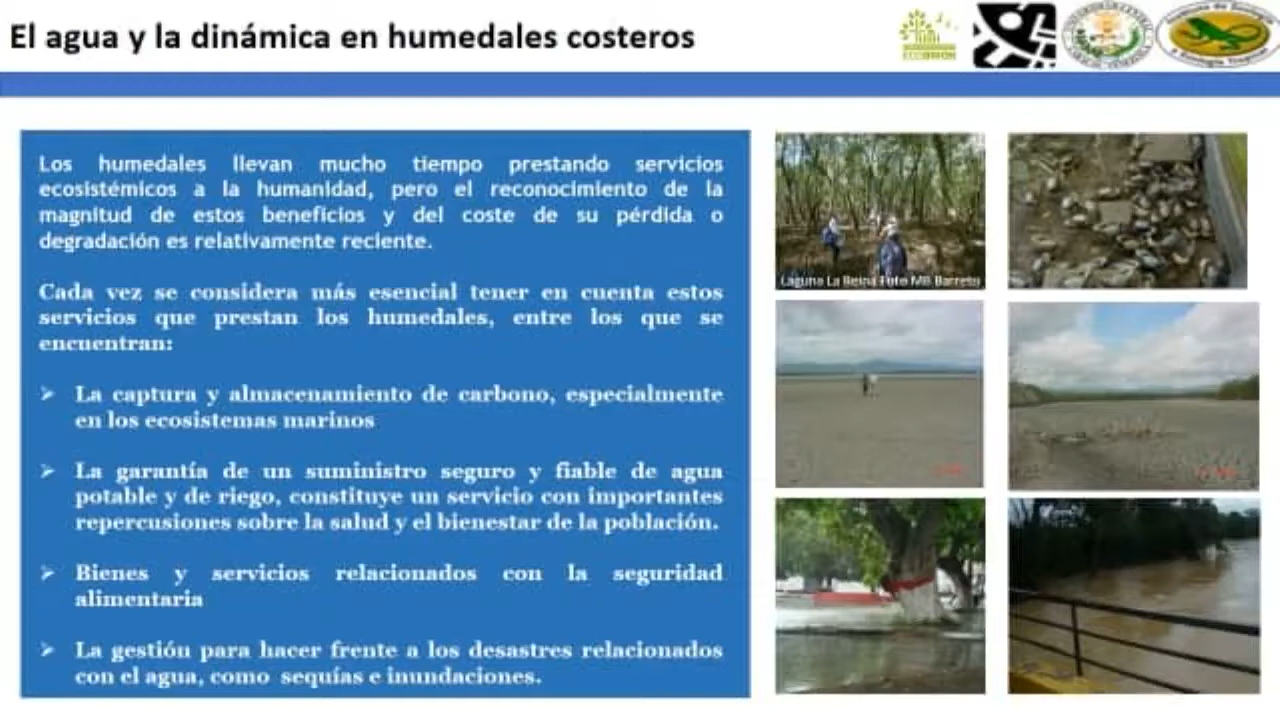 El agua y la dinámica en humedales costeros
Los humedales llevan mucho tiempo prestando servicios
ecosistémicos a la humanidad, pero el reconocimiento de la
magnitud de estos beneficios y del coste de su pérdida o
degradación es relativamente reciente.
Cada vez se considera más esencial tener en cuenta estos
servicios que prestan los humedales, entre los que se
encuentran:
➤ La captura y almacenamiento de carbono, especialmente
en los ecosistemas marinos
➤ La garantía de un suministro seguro y fiable de agua
potable y de riego, constituye un servicio con importantes
repercusiones sobre la salud y el bienestar de la población.
➤ Bienes y servicios relacionados con la seguridad
alimentaria
➤ La gestión para hacer frente a los desastres relacionados
con el agua, como sequías e inundaciones.
Laguna La Reina Foto MB Barreto